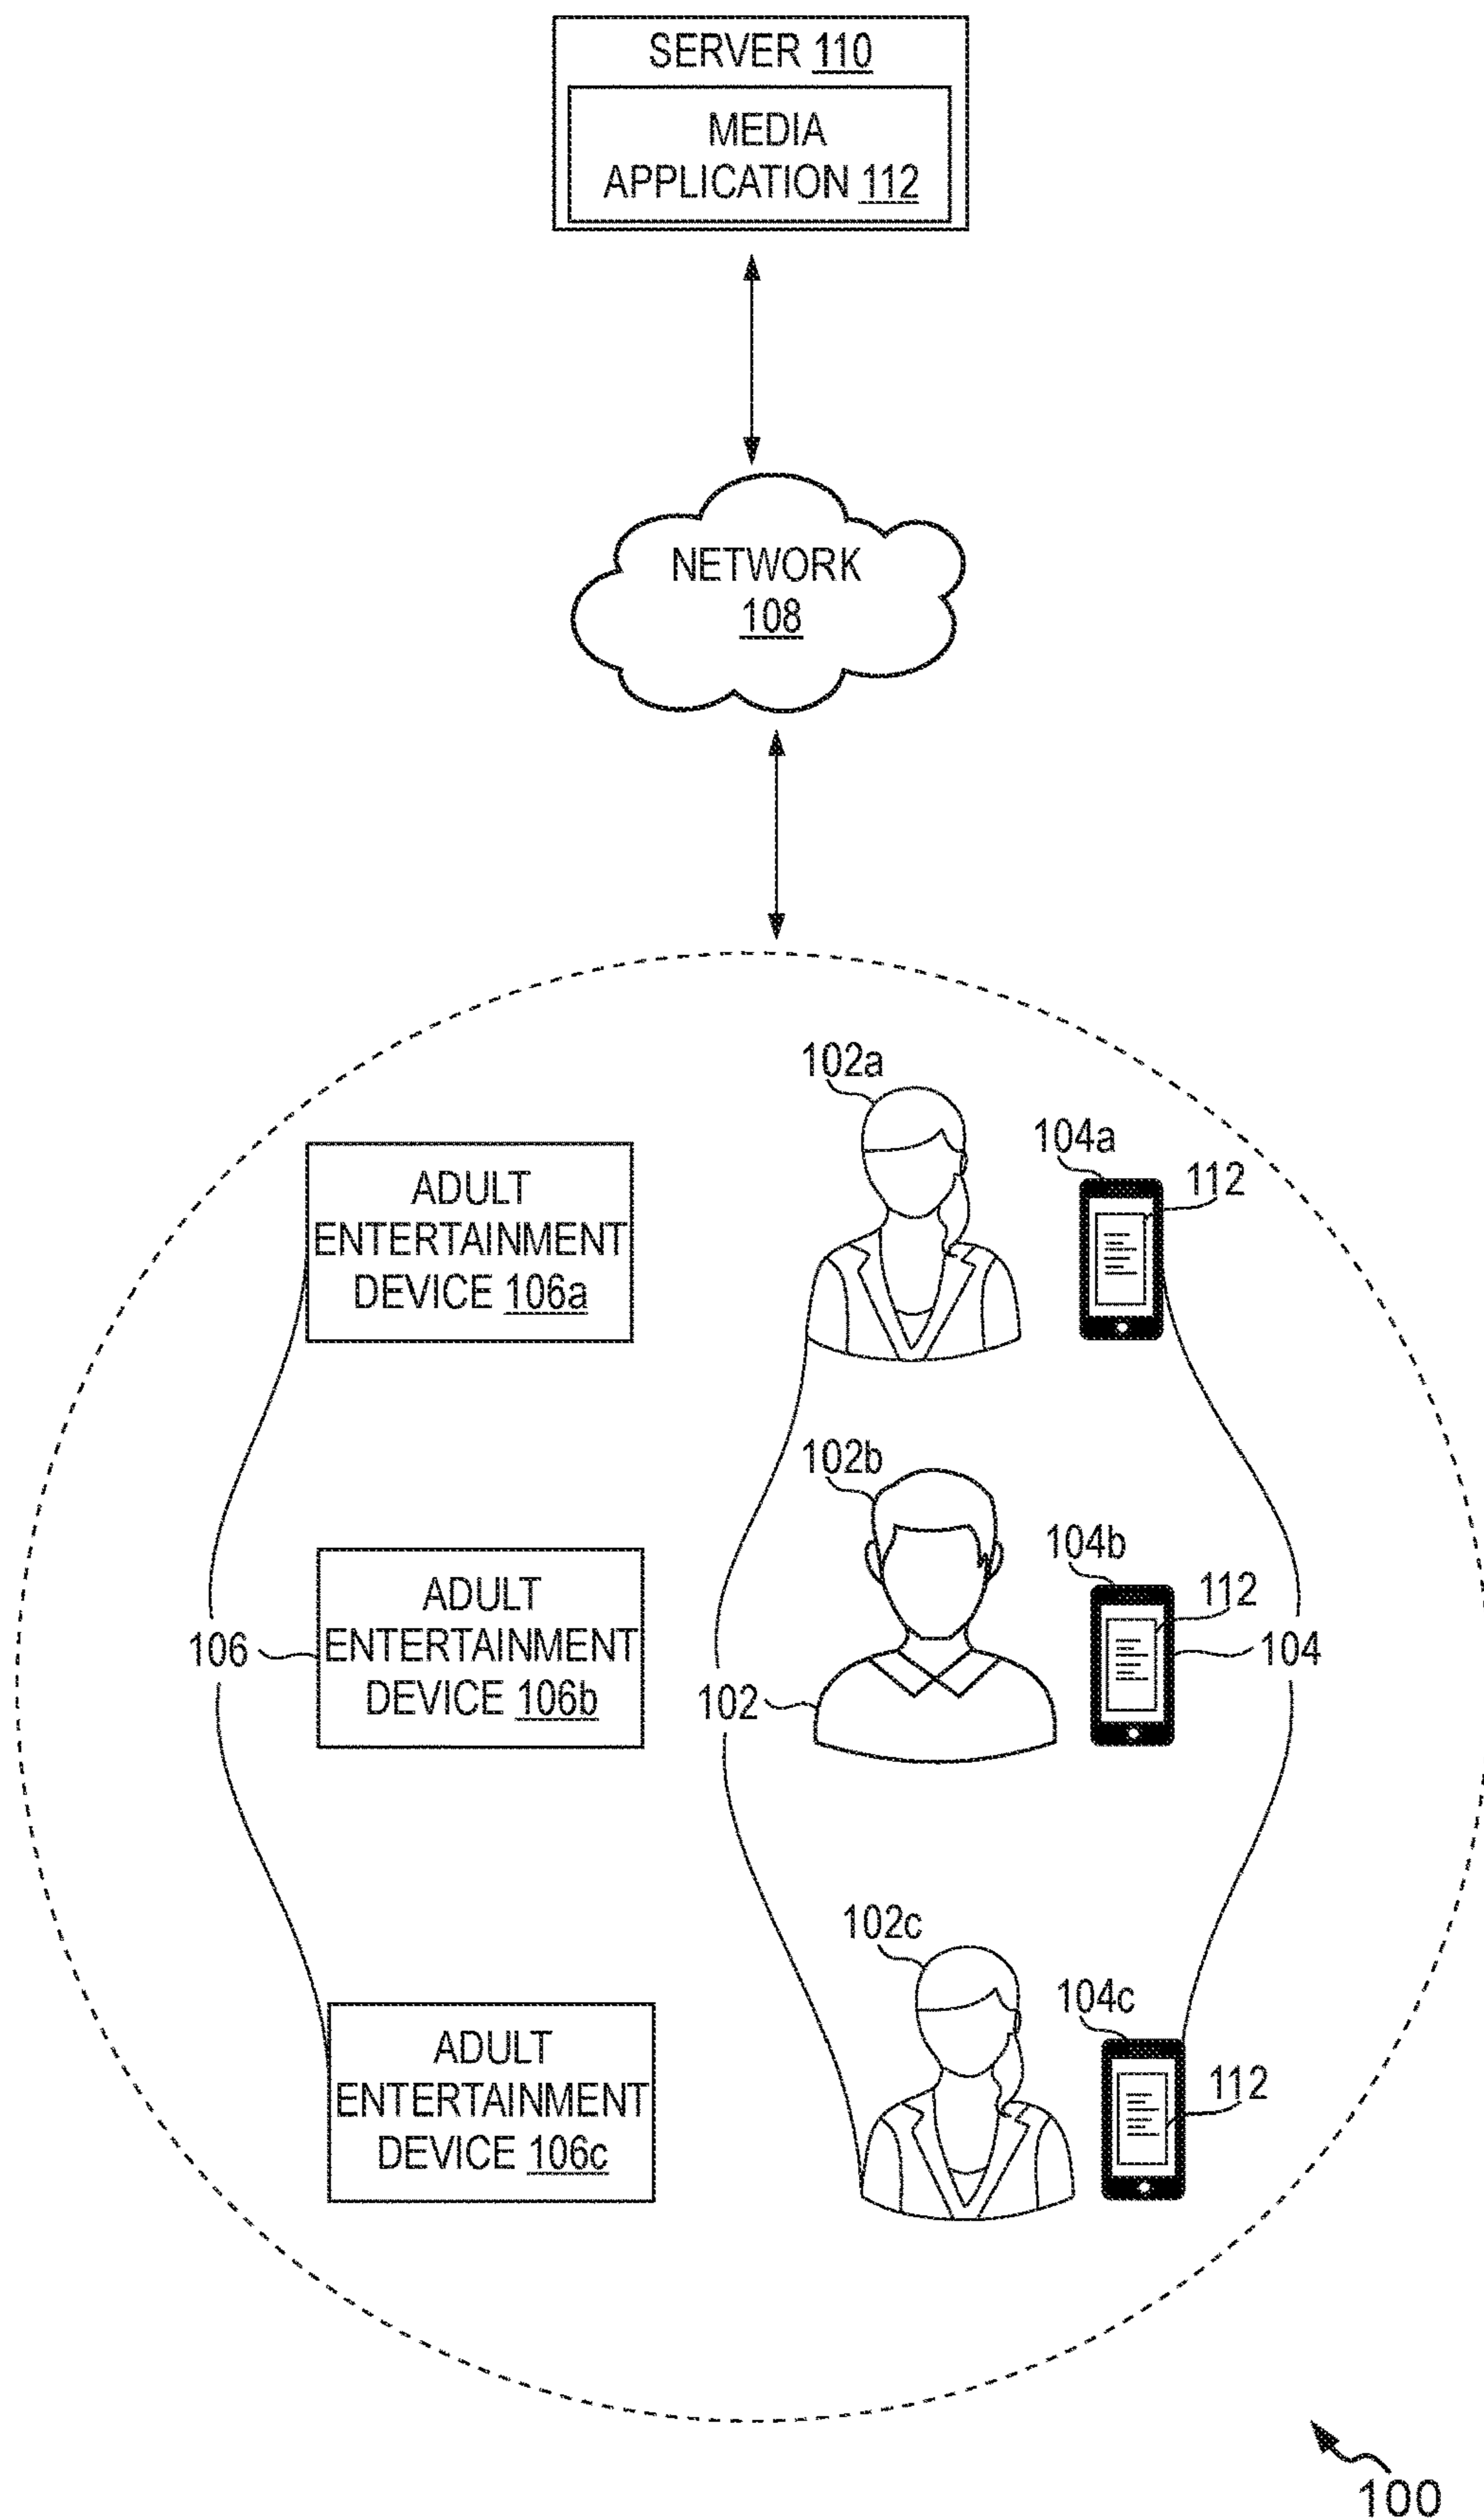 SERVER 110
MEDIA
APPLICATION 112
NETWORK
108
102a
104a
112
ADULT
ENTERTAINMENT
DEVICE 106a
102b
104b
112
ADULT
ENTERTAINMENT
DEVICE 106b
106
102
104
102c
104c
112
ADULT
ENTERTAINMENT
DEVICE 106c
100